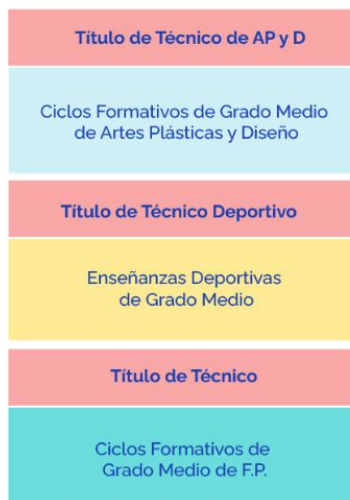 Título de Técnico de AP y D
Ciclos Formativos de Grado Medio
de Artes Plásticas y Diseño
Título de Técnico Deportivo
Enseñanzas Deportivas
de Grado Medio
Título de Técnico
Ciclos Formativos de
Grado Medio de F.P.